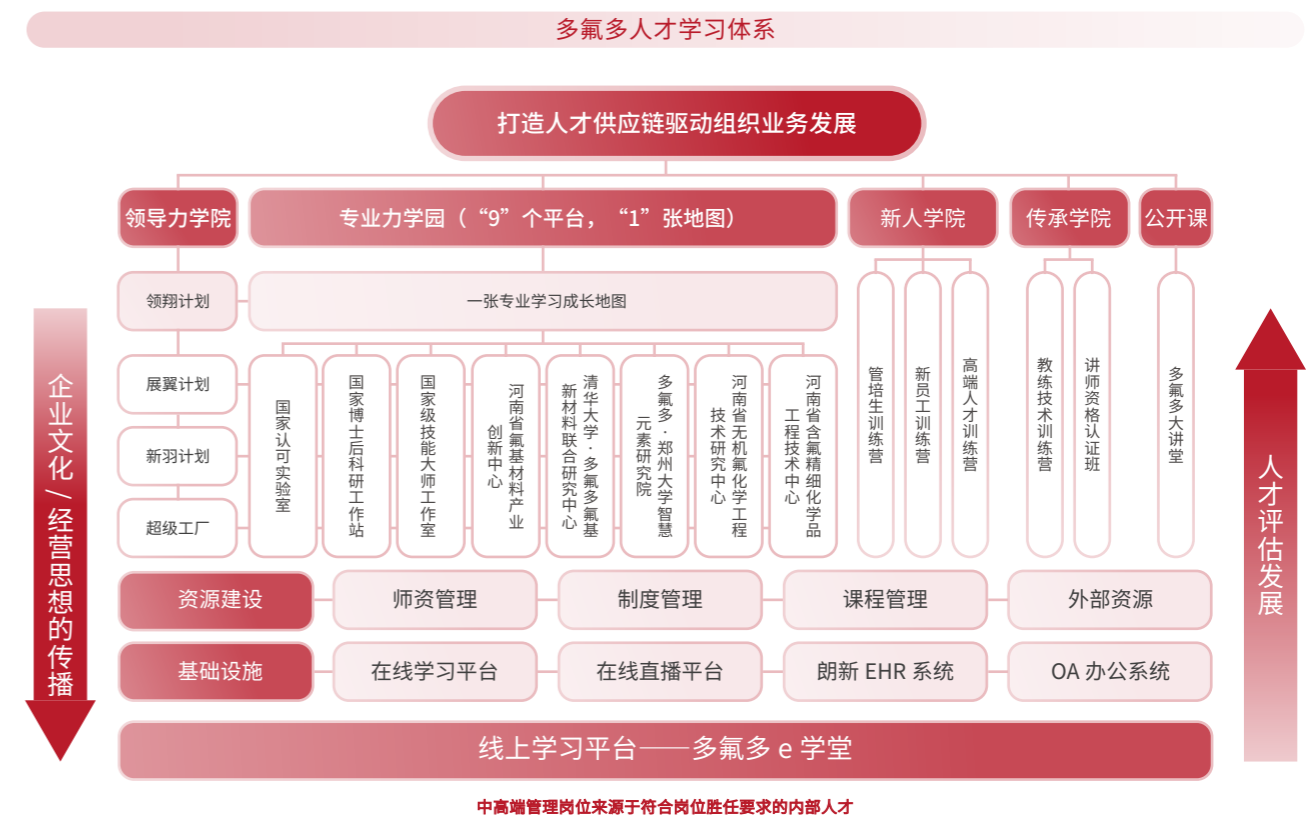 多氟多人才学习体系
打造人才供应链驱动组织业务发展
领导力学院
专业力学园（“9”个平台，“1”张地图）
新人学院
传承学院
公开课
领翔计划
一张专业学习成长地图
展翼计划
新羽计划
超级工厂
国家认可实验室
国家博士后科研工作站
国家级技能大师工作室
河南省氟基材料产业
创新中心
清华大学·多氟多氟基
新材料联合研究中心
多氟多·郑州大学智慧
元素研究院
河南省无机氟化学工程
技术研究中心
河南省含氟精细化学品
工程技术中心
管培生训练营
新员工训练营
高端人才训练营
教练技术训练营
讲师资格认证班
多氟多大讲堂
企业文化/经营思想的传播
人才评估发展
资源建设
师资管理
制度管理
课程管理
外部资源
基础设施
在线学习平台
在线直播平台
朗新 EHR 系统
OA 办公系统
线上学习平台——多氟多 e 学堂
中高端管理岗位来源于符合岗位胜任要求的内部人才